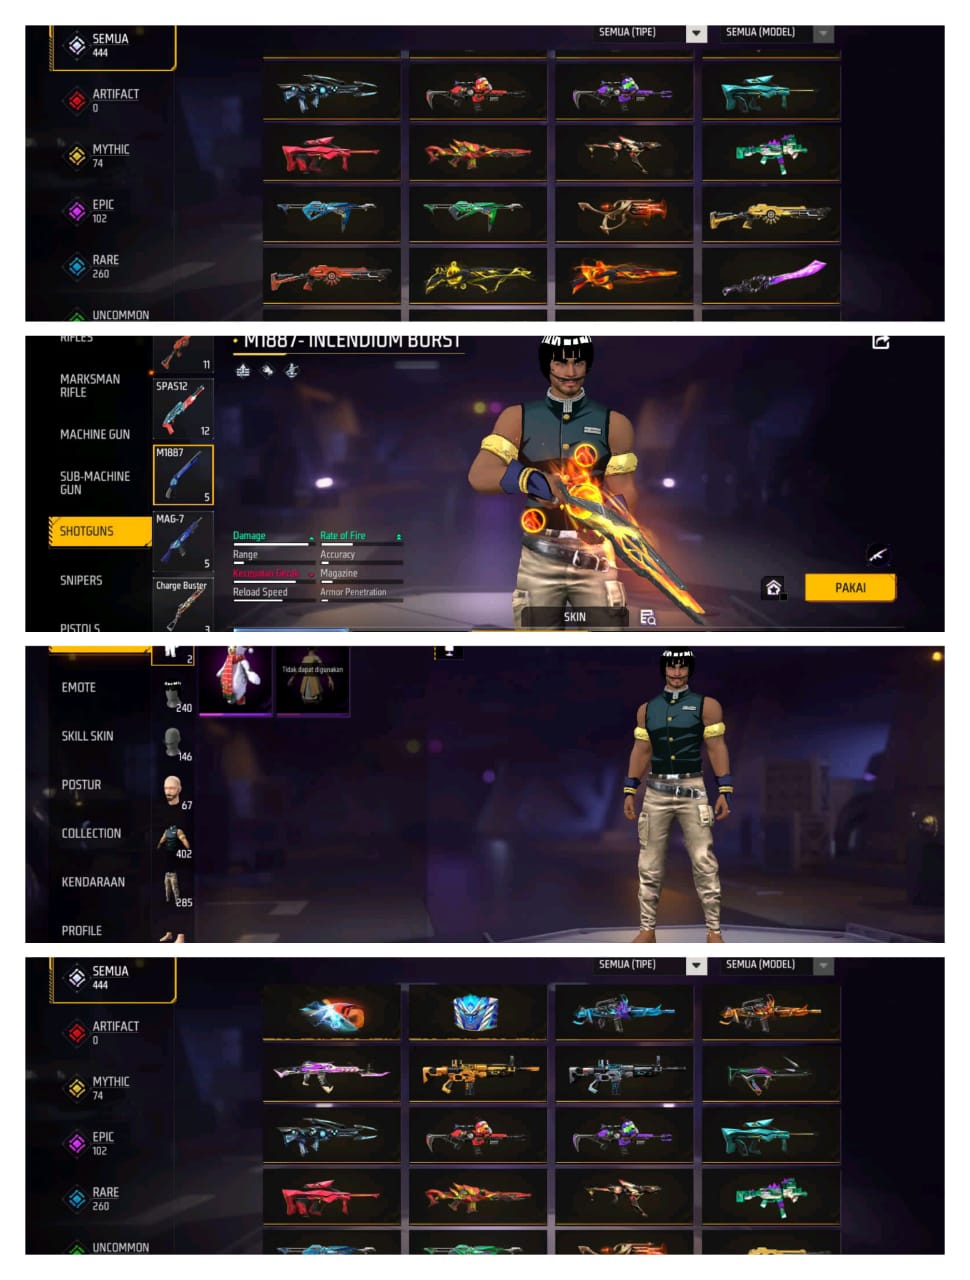 SEMUA
444
SEMUA (TIPE)
SEMUA (MODEL)
ARTIFACT
0
MYTHIC
74
EPIC
102
RARE
260
UNCOMMON
RIFLES
11
MARKSMAN
RIFLE
MACHINE GUN
SUB-MACHINE
GUN
SHOTGUNS
SNIPERS
PISTOLS
SPAS12
12
M1887
5
MAG-7
5
Charge Buster
3
M1887- INCENDIUM BURST
Damage
Rate of Fire
Range
Accuracy
Kecepatan Gerak
Magazine
Reload Speed
Armor Penetration
SKIN
PAKAI
2
Tidak dapat digunakan
EMOTE
240
SKILL SKIN
146
POSTUR
67
COLLECTION
402
KENDARAAN
285
PROFILE
SEMUA
444
SEMUA (TIPE)
SEMUA (MODEL)
ARTIFACT
0
MYTHIC
74
EPIC
102
RARE
260
UNCOMMON